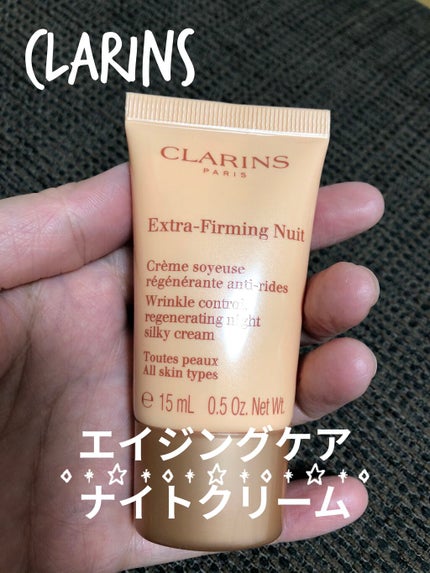 CLARINS
CLARINS
PARIS
Extra-Firming Nuit
Crème soyeuse
régénérante anti-rides
Wrinkle control,
regenerating night
silky cream
Toutes peaux
All skin types
℮ 15 mL 0.5 Oz. Net Wt.
エイジングケア
ナイトクリーム